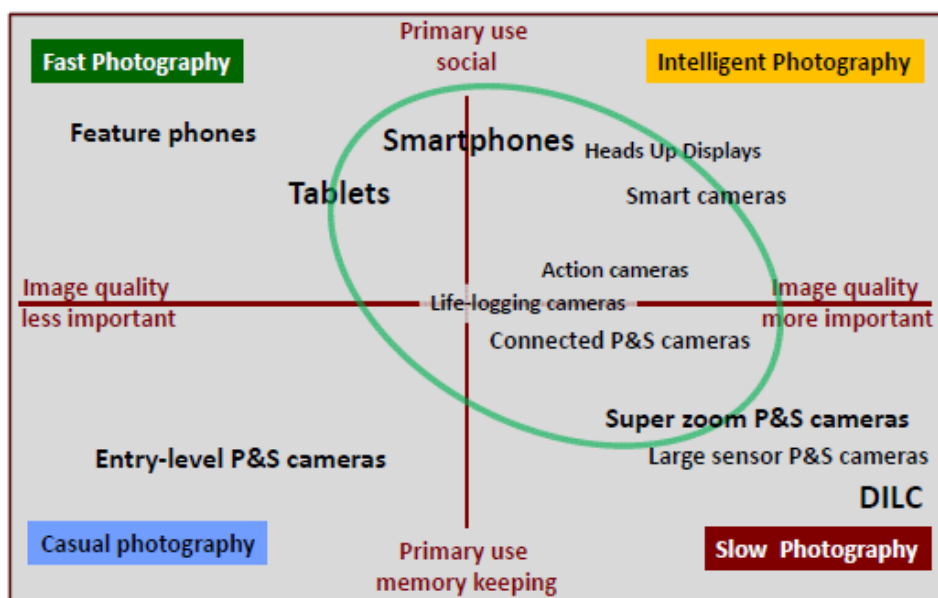 Primary use
social
Fast Photography
Intelligent Photography
Feature phones
Smartphones
Heads Up Displays
Tablets
Smart cameras
Action cameras
Image quality
less important
Life-logging cameras
Image quality
more important
Connected P&S cameras
Super zoom P&S cameras
Entry-level P&S cameras
Large sensor P&S cameras
DILC
Casual photography
Primary use
memory keeping
Slow Photography